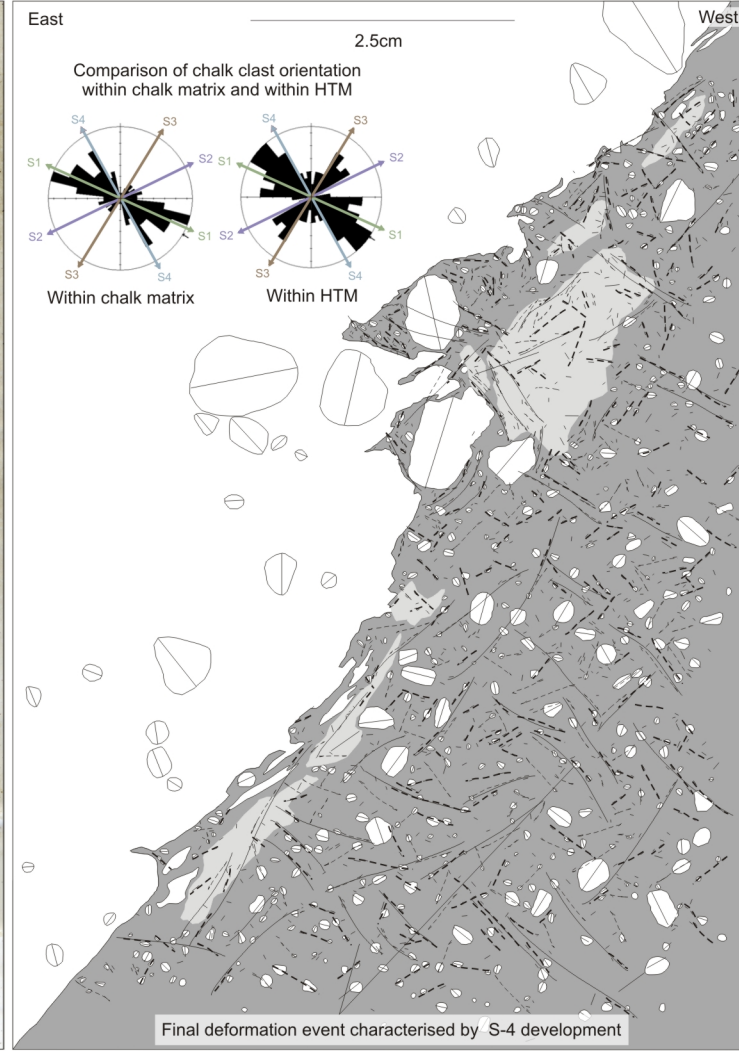 East
West
2.5cm
Comparison of chalk clast orientation
within chalk matrix and within HTM
S4
S3
S4
S3
S1
S2
S1
S2
S2
S1
S2
S1
S3
S4
S3
S4
Within chalk matrix
Within HTM
Final deformation event characterised by S-4 development